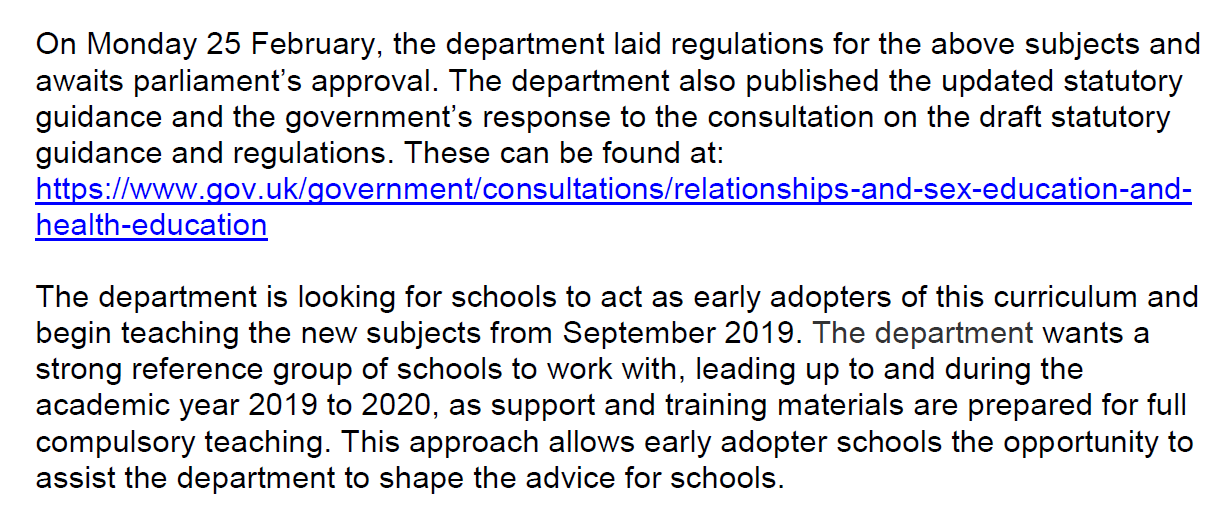 On Monday 25 February, the department laid regulations for the above subjects and
awaits parliament’s approval. The department also published the updated statutory
guidance and the government’s response to the consultation on the draft statutory
guidance and regulations. These can be found at:
https://www.gov.uk/government/consultations/relationships-and-sex-education-and-
health-education
The department is looking for schools to act as early adopters of this curriculum and
begin teaching the new subjects from September 2019. The department wants a
strong reference group of schools to work with, leading up to and during the
academic year 2019 to 2020, as support and training materials are prepared for full
compulsory teaching. This approach allows early adopter schools the opportunity to
assist the department to shape the advice for schools.